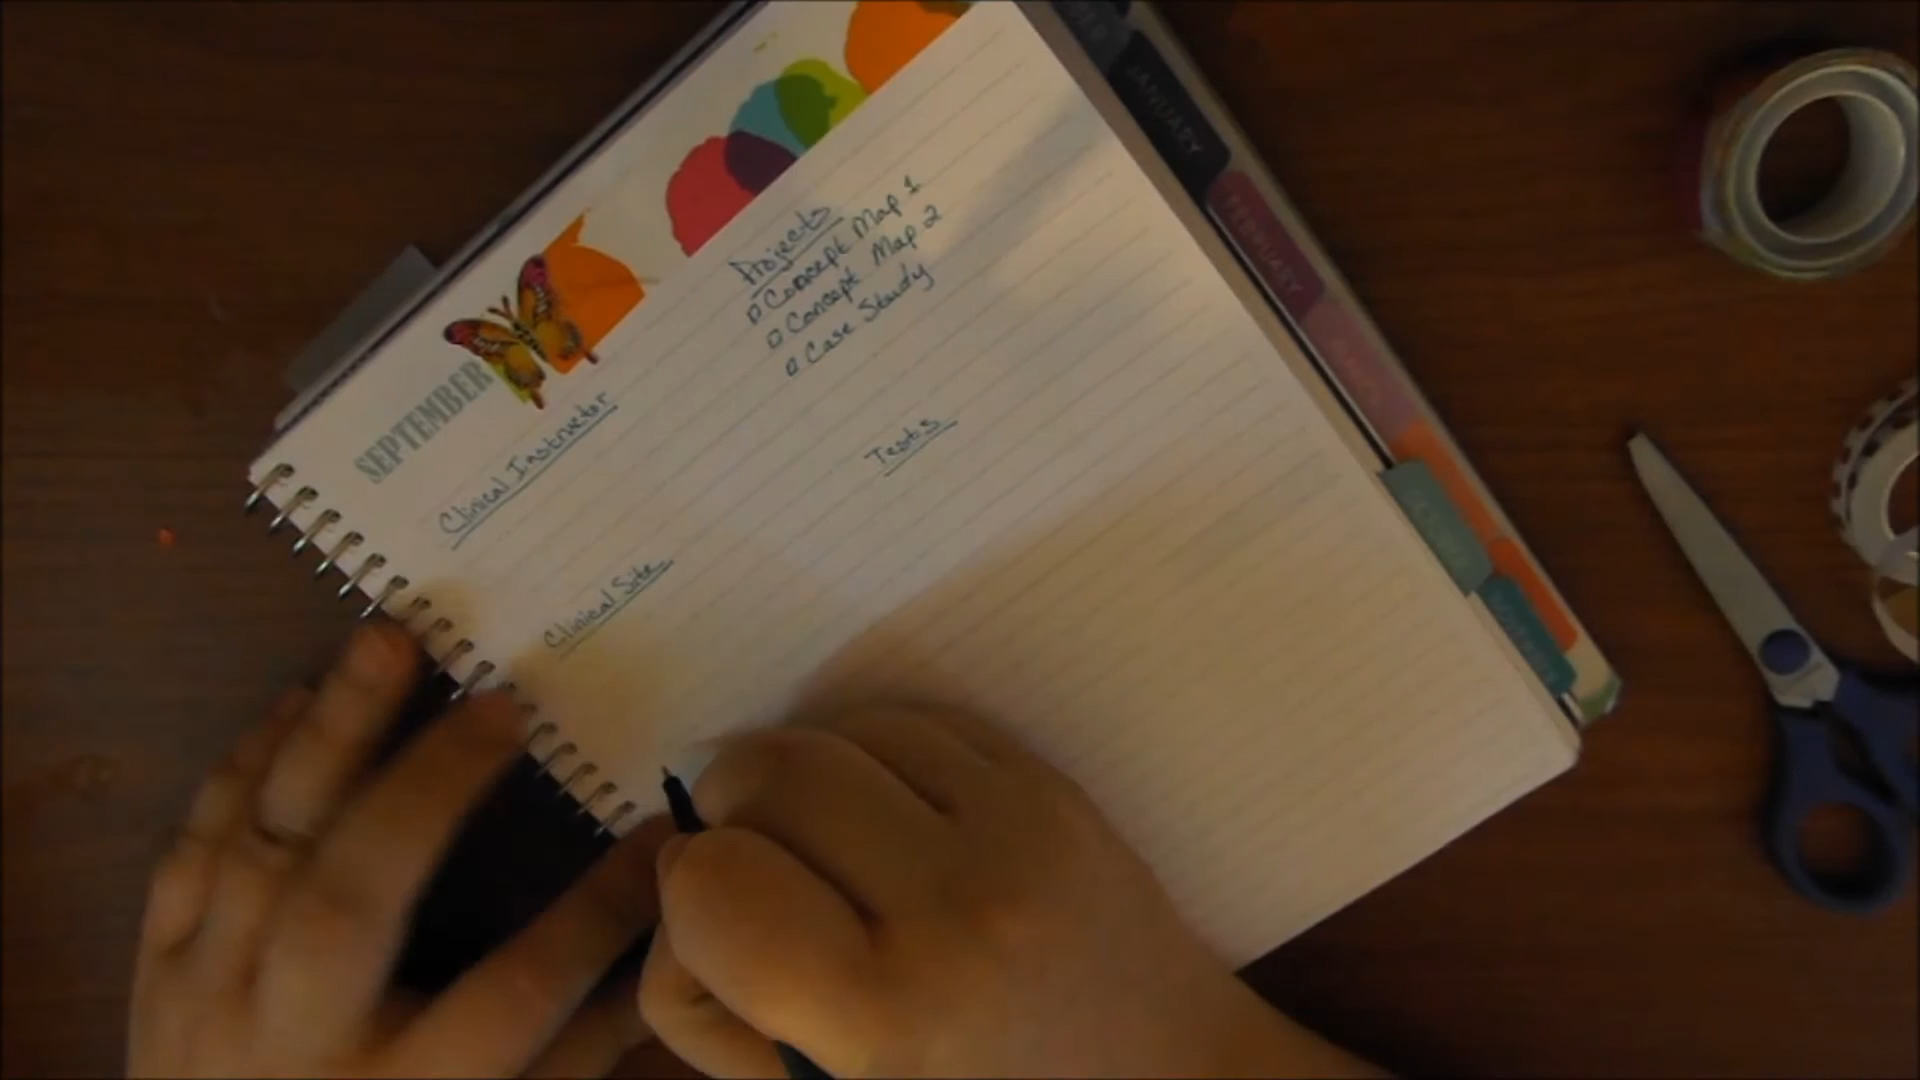 SEPTEMBER
Clinical Instructor
Clinical Site
Projects
Concept Map 1
Concept Map 2
Case Study
Tests
JANUARY
FEBRUARY